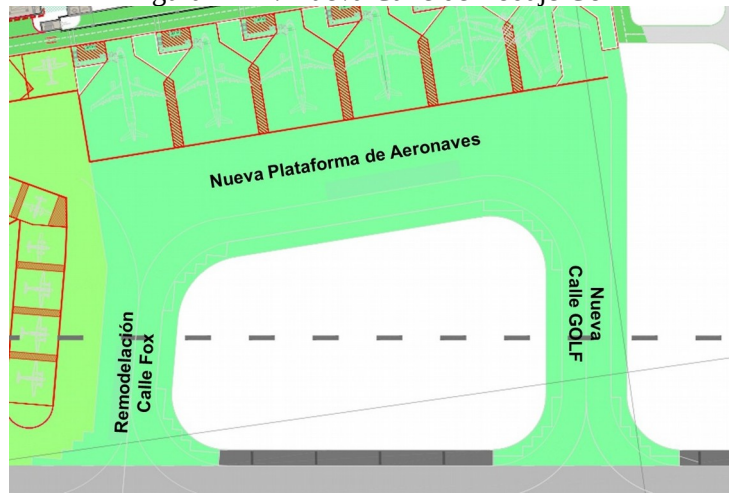 Nueva Plataforma de Aeronaves
Remodelación
Calle Fox
Nueva
Calle GOLF